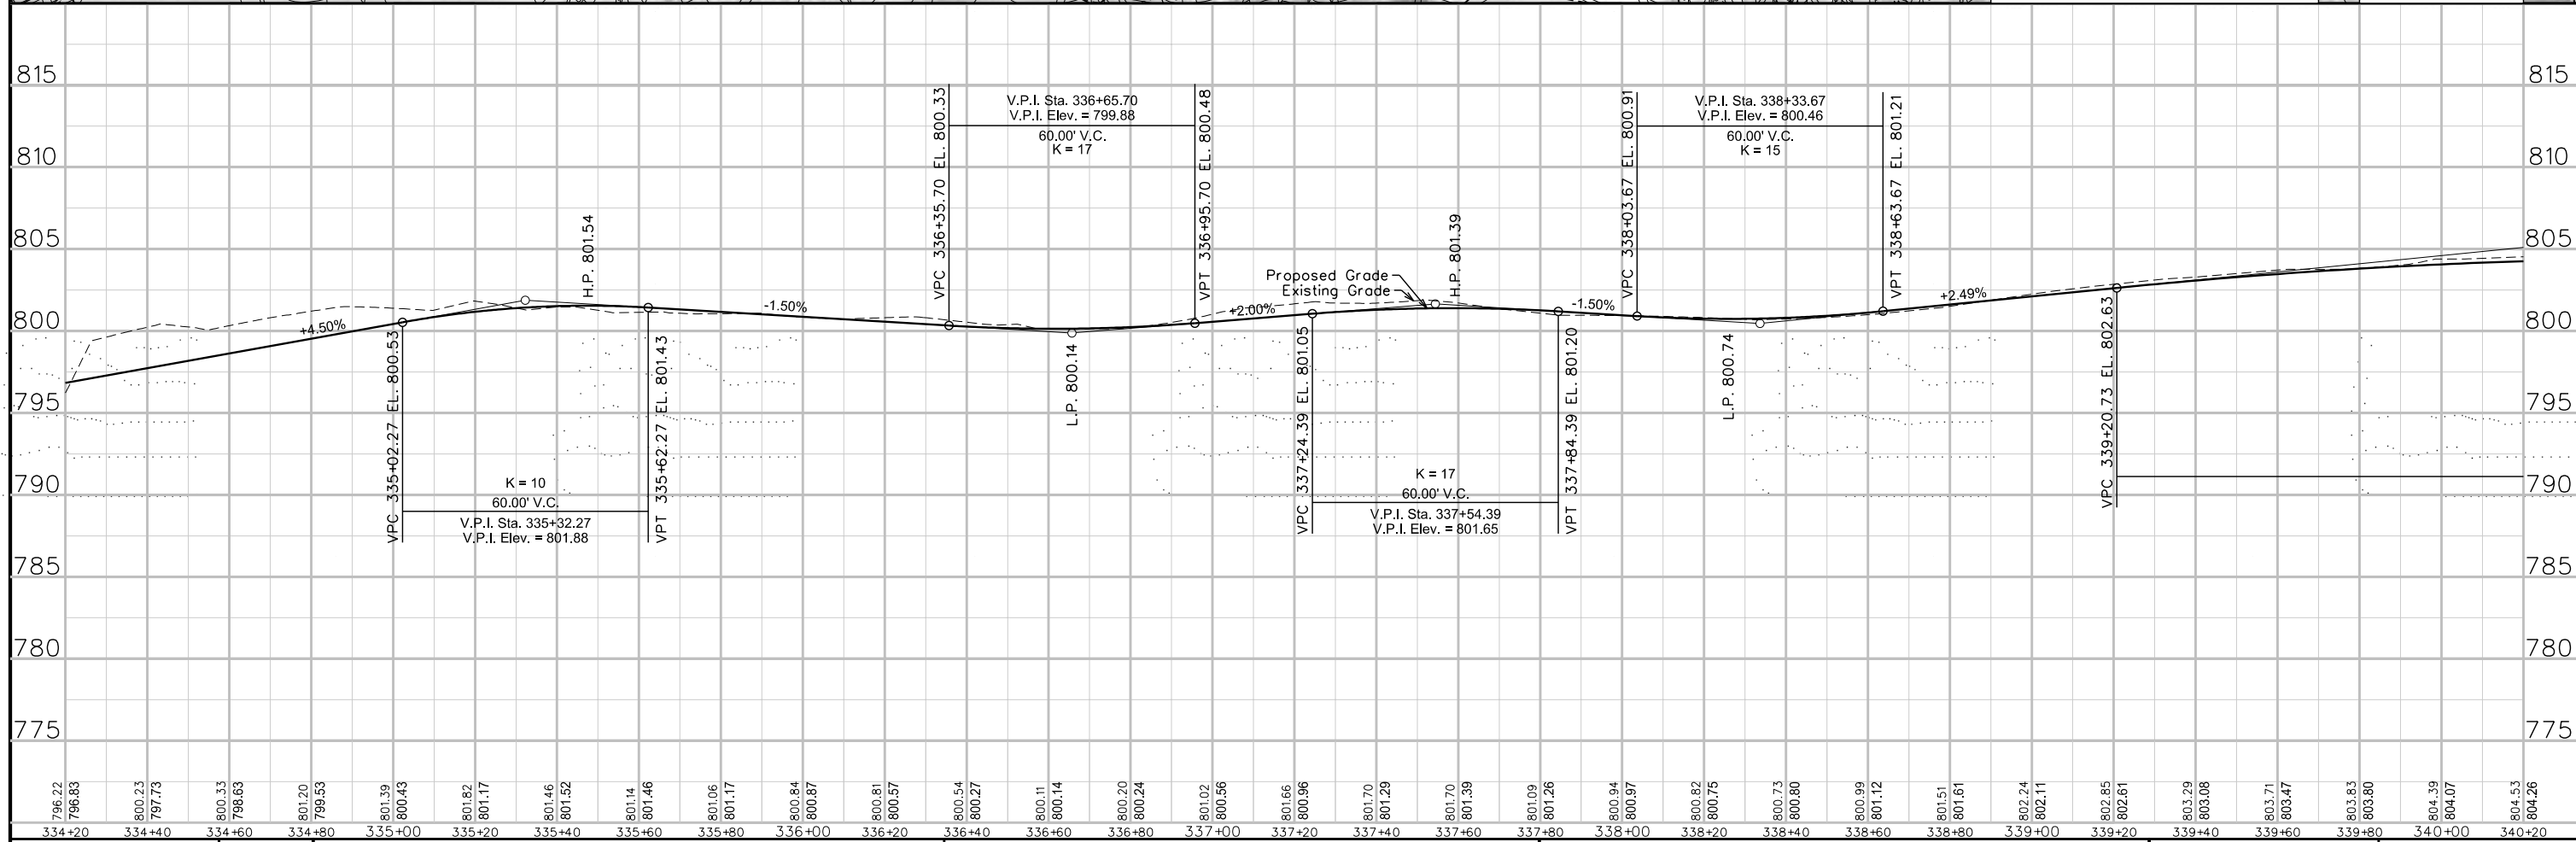 815
815
810
810
805
805
800
800
795
795
790
790
785
785
780
780
775
775
VPC 336+35.70 EL. 800.33
V.P.I. Sta. 336+65.70
V.P.I. Elev. = 799.88
60.00' V.C.
K = 17
VPT 336+95.70 EL. 800.48
VPC 338+03.67 EL. 800.91
V.P.I. Sta. 338+33.67
V.P.I. Elev. = 800.46
60.00' V.C.
K = 15
VPT 338+63.67 EL. 801.21
H.P. 801.54
H.P. 801.39
Proposed Grade
Existing Grade
+4.50%
-1.50%
+2.00%
-1.50%
+2.49%
L.P. 800.14
L.P. 800.74
VPC 335+02.27 EL. 800.53
K = 10
60.00' V.C.
V.P.I. Sta. 335+32.27
V.P.I. Elev. = 801.88
VPT 335+62.27 EL. 801.43
VPC 337+24.39 EL. 801.05
K = 17
60.00' V.C.
V.P.I. Sta. 337+54.39
V.P.I. Elev. = 801.65
VPT 337+84.39 EL. 801.20
VPC 339+20.73 EL. 802.63
796.22
796.83
800.23
797.73
800.33
798.63
801.20
799.53
801.39
800.43
801.82
801.17
801.46
801.52
801.14
801.46
801.06
801.17
800.84
800.87
800.81
800.57
800.54
800.27
800.11
800.14
800.20
800.24
801.02
800.56
801.66
800.96
801.70
801.29
801.70
801.39
801.09
801.26
800.94
800.97
800.82
800.75
800.73
800.80
800.99
801.12
801.51
801.61
802.24
802.11
802.85
802.61
803.29
803.08
803.71
803.47
803.83
803.80
804.39
804.07
804.53
804.26
334+20 334+40 334+60 334+80 335+00 335+20 335+40 335+60 335+80 336+00 336+20 336+40 336+60 336+80 337+00 337+20 337+40 337+60 337+80 338+00 338+20 338+40 338+60 338+80 339+00 339+20 339+40 339+60 339+80 340+00 340+20